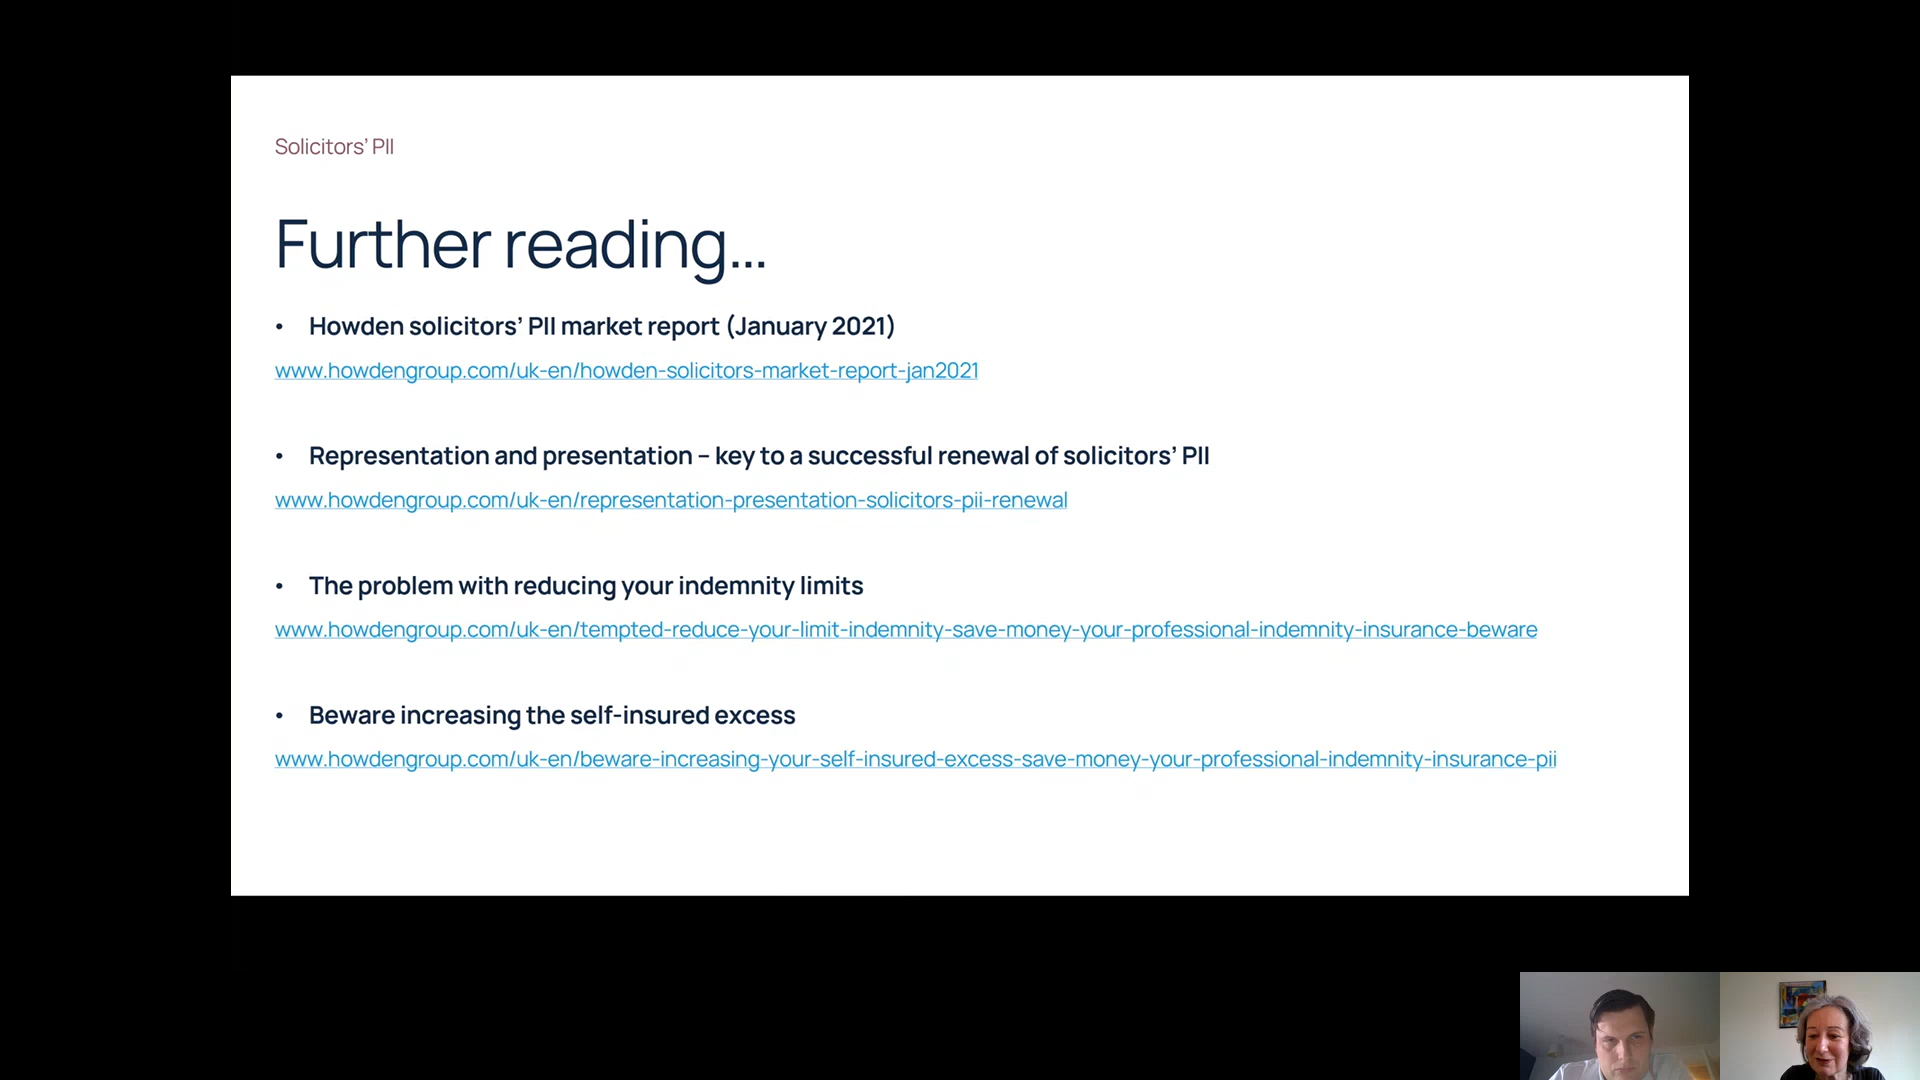 Solicitors’ PII
Further reading...
• Howden solicitors’ PII market report (January 2021)
www.howdengroup.com/uk-en/howden-solicitors-market-report-jan2021
• Representation and presentation – key to a successful renewal of solicitors’ PII
www.howdengroup.com/uk-en/representation-presentation-solicitors-pii-renewal
• The problem with reducing your indemnity limits
www.howdengroup.com/uk-en/tempted-reduce-your-limit-indemnity-save-money-your-professional-indemnity-insurance-beware
• Beware increasing the self-insured excess
www.howdengroup.com/uk-en/beware-increasing-your-self-insured-excess-save-money-your-professional-indemnity-insurance-pii